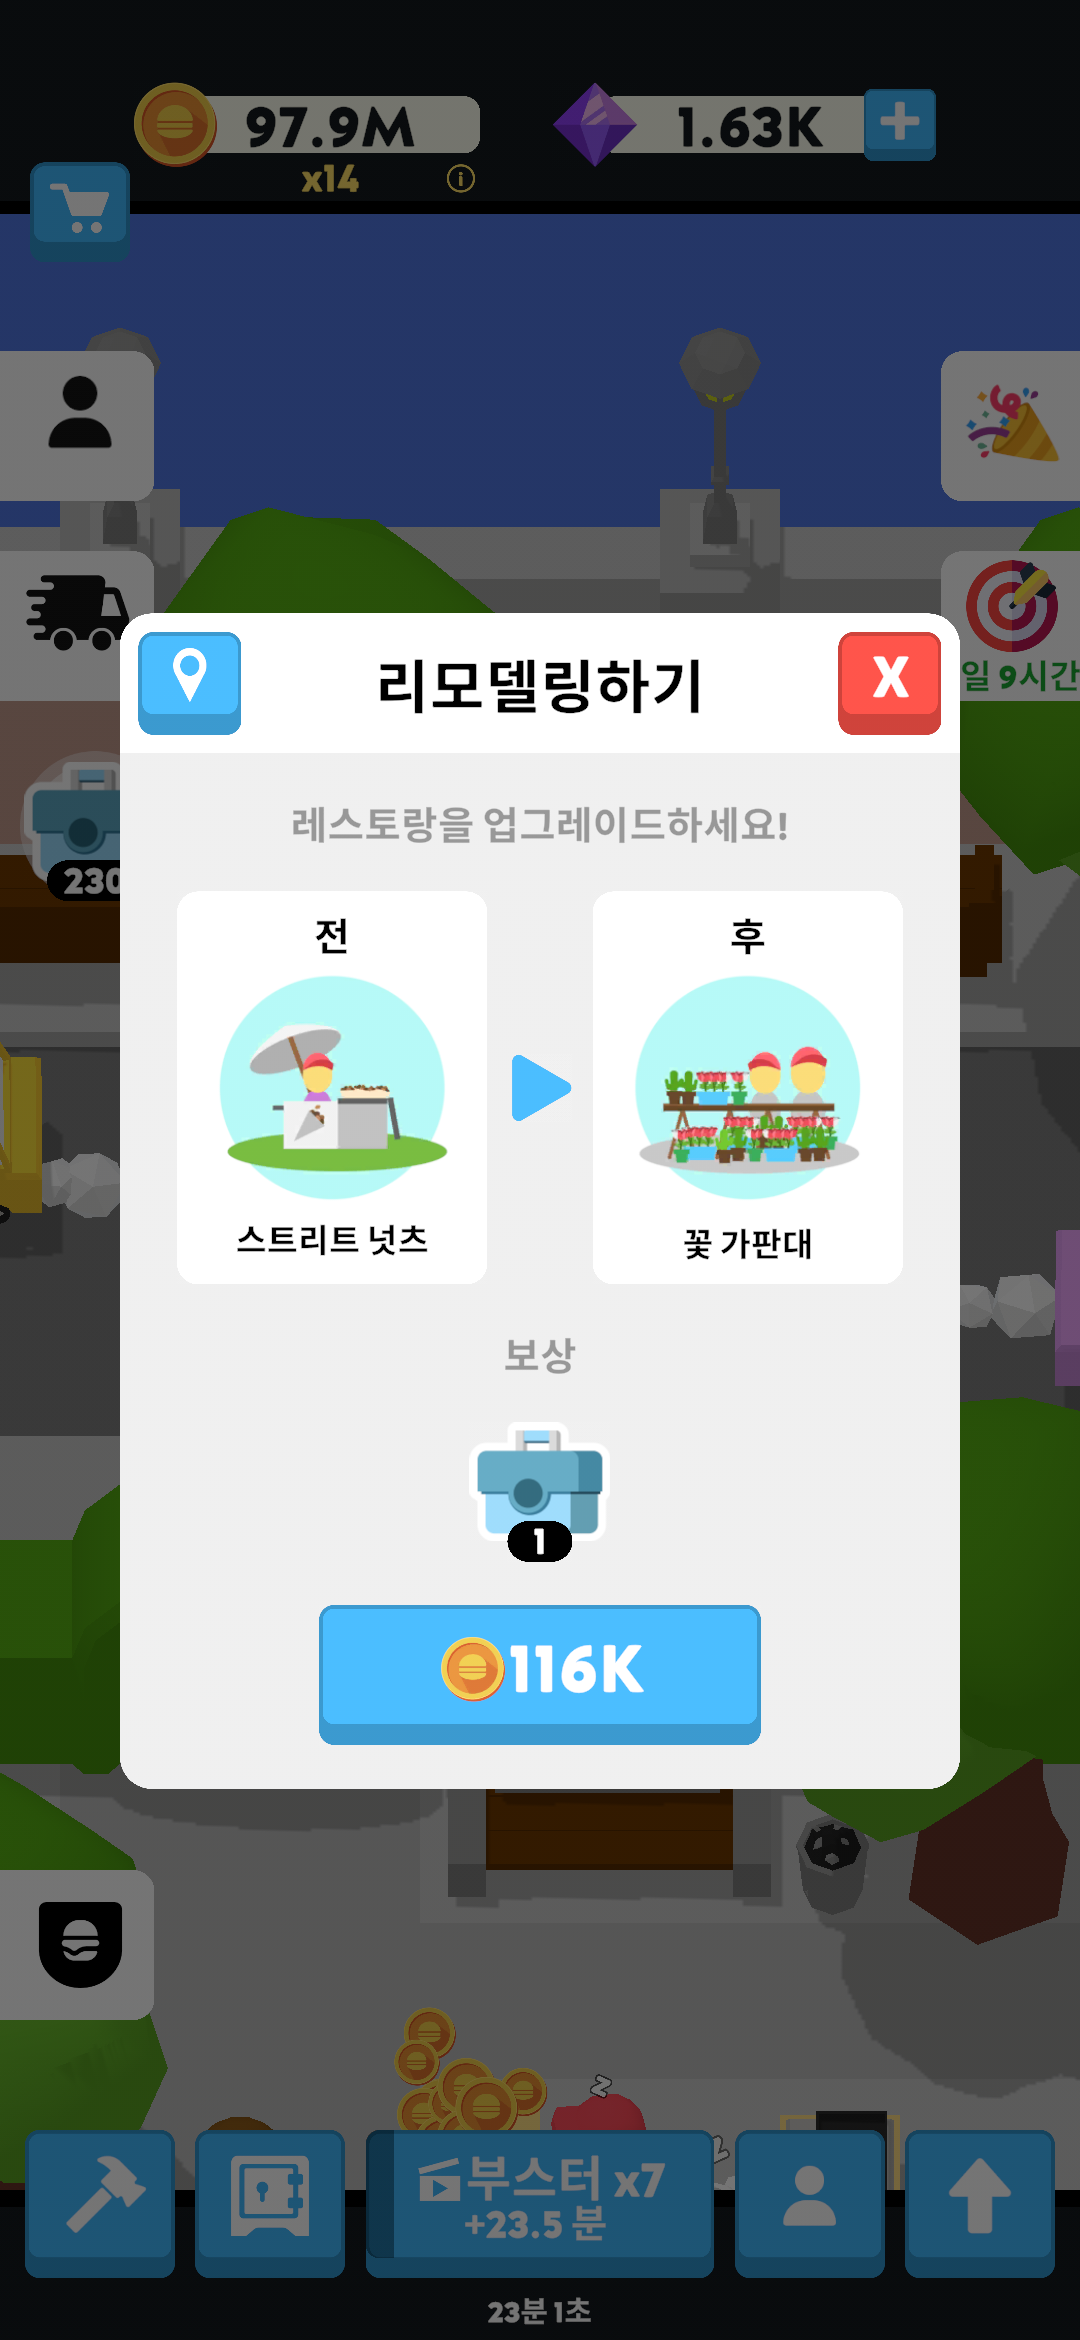 97.9M
1.63K
x14
리모델링하기
X
일 9시간
레스토랑을 업그레이드하세요!
230
전
후
스트리트 넛츠
꽃 가판대
보상
1
116K
부스터 x7
+23.5 분
23분 1초